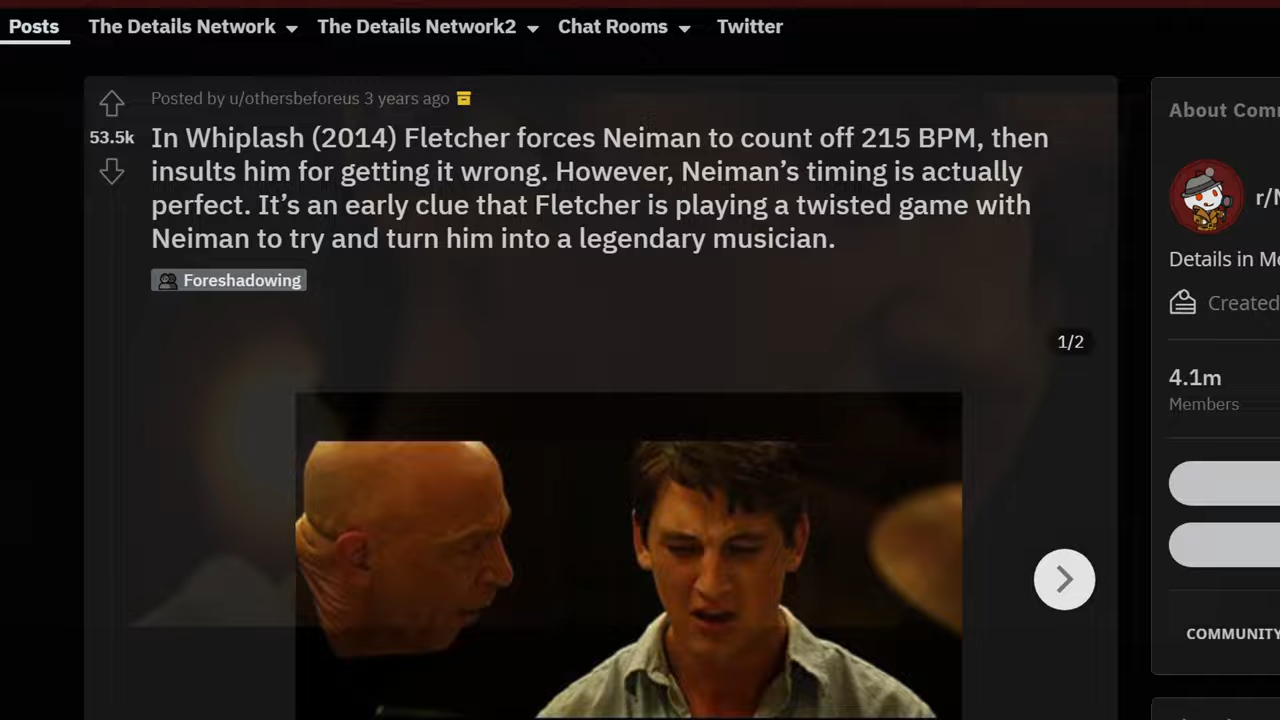 Posts The Details Network The Details Network2 Chat Rooms Twitter
Posted by u/othersbeforeus 3 years ago
53.5k
In Whiplash (2014) Fletcher forces Neiman to count off 215 BPM, then
insults him for getting it wrong. However, Neiman’s timing is actually
perfect. It’s an early clue that Fletcher is playing a twisted game with
Neiman to try and turn him into a legendary musician.
Foreshadowing
1/2
About Com
r/
Details in M
Created
4.1m
Members
COMMUNITY